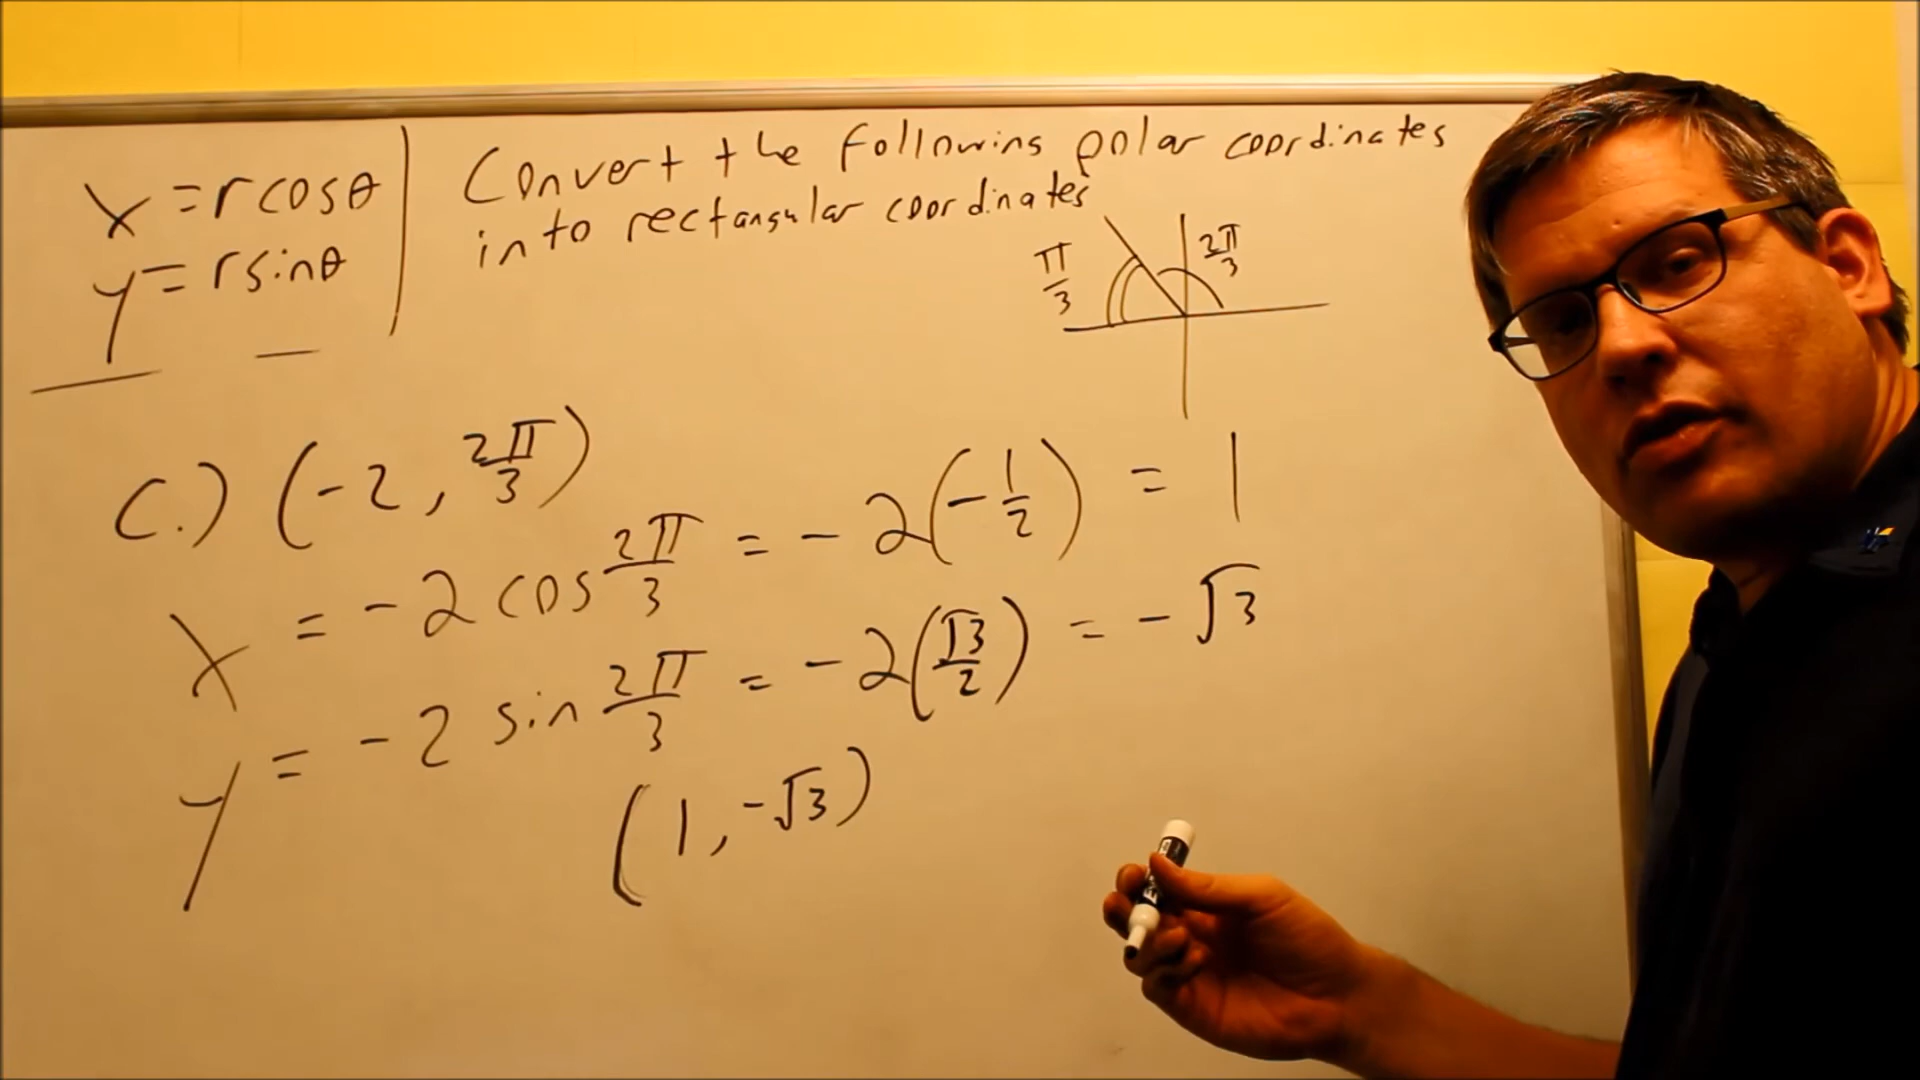 x = r cos θ
y = r sin θ
Convert the following polar coordinates
into rectangular coordinates
π/3
2π/3
C.) (-2, 2π/3)
x = -2 cos 2π/3 = -2(-1/2) = 1
y = -2 sin 2π/3 = -2(√3/2) = -√3
(1, -√3)